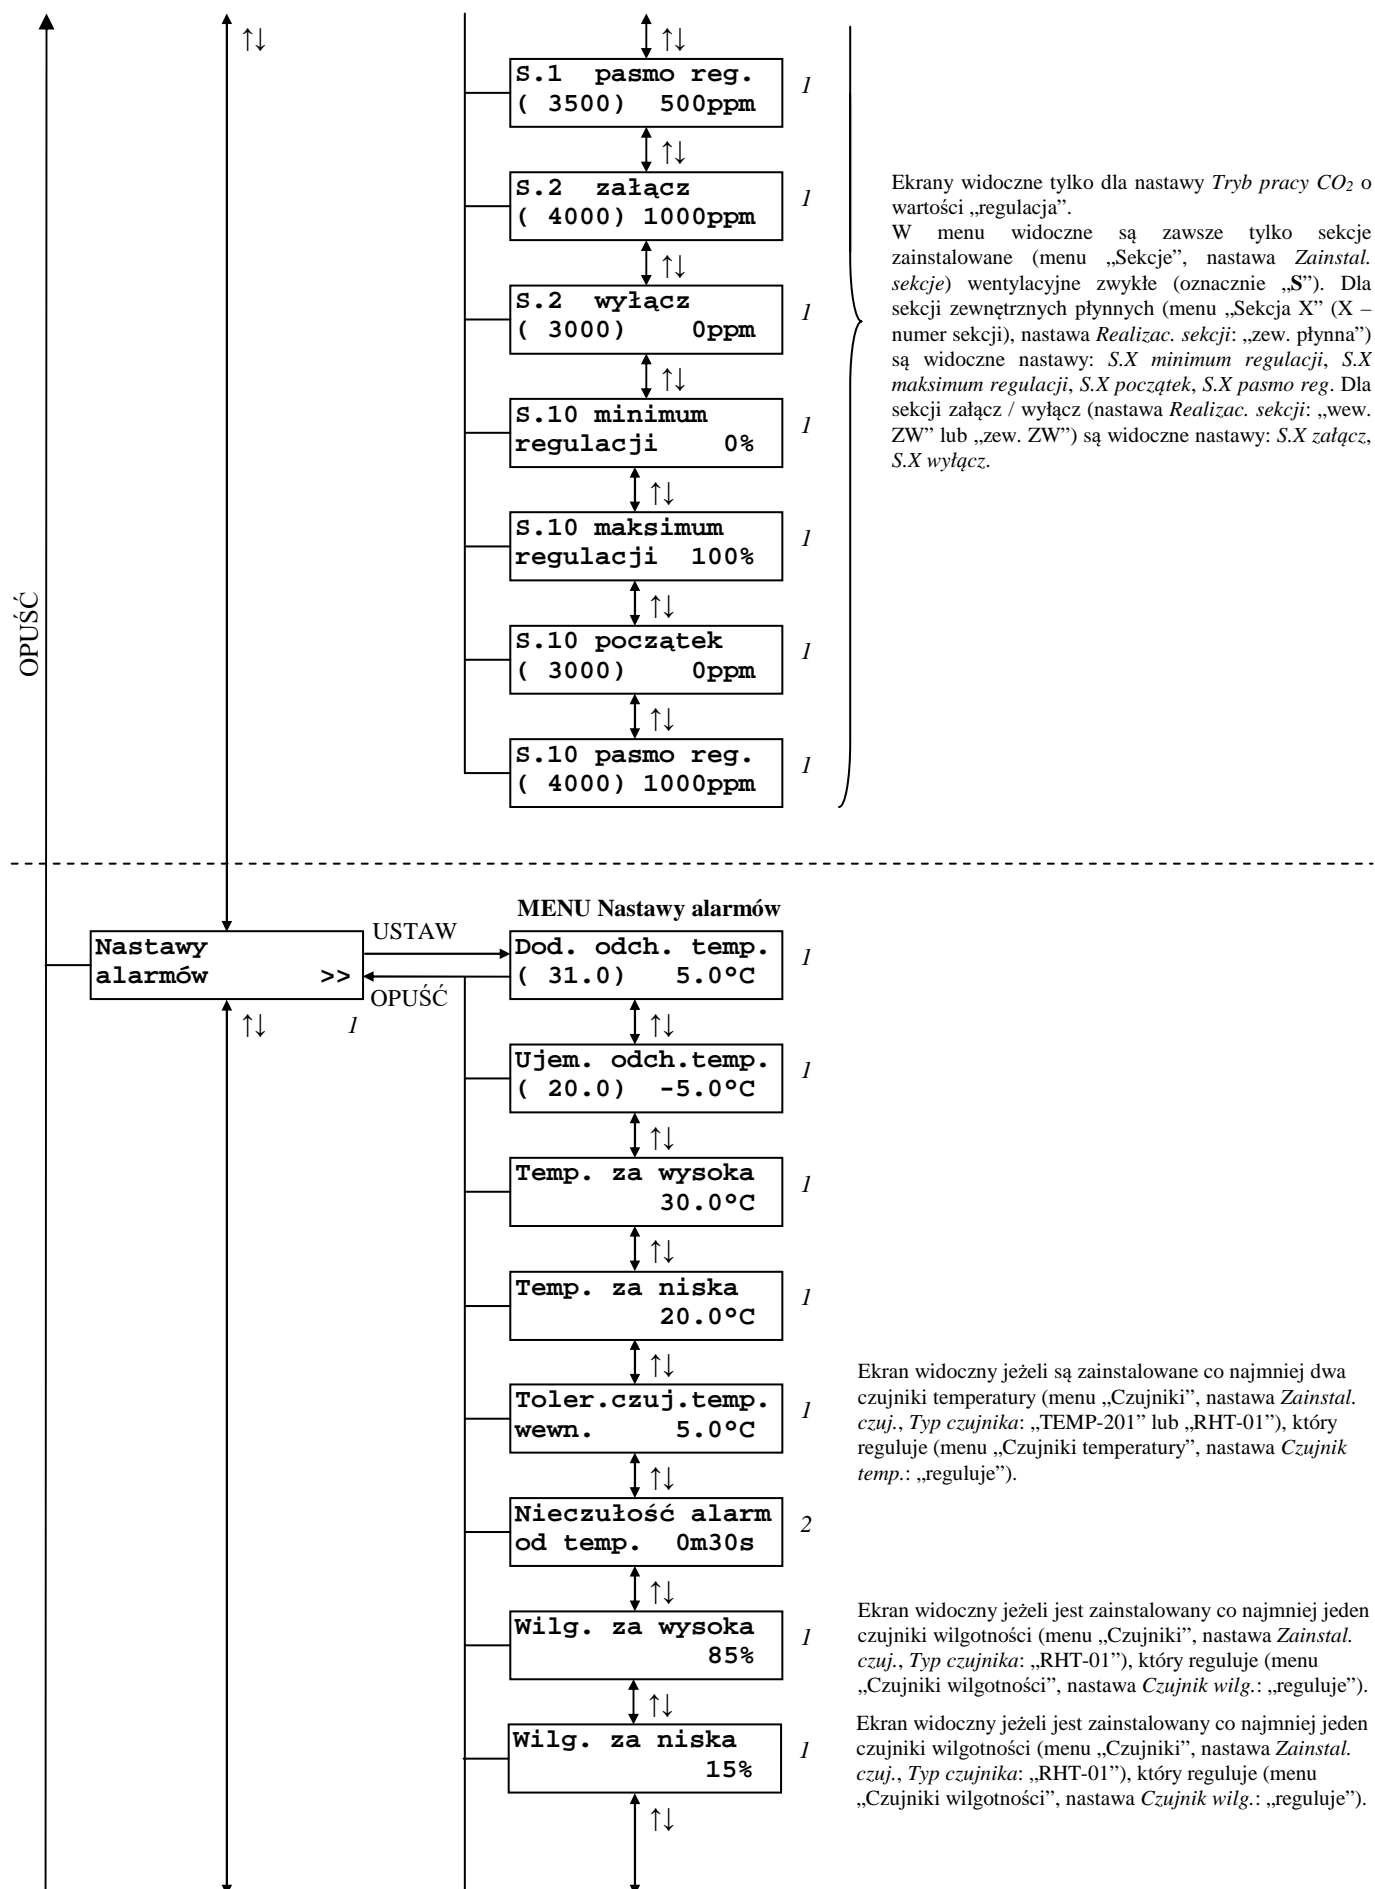 ↑↓
↑↓
S.1 pasmo reg.
( 3500) 500ppm
1
↑↓
S.2 załącz
( 4000) 1000ppm
1
↑↓
S.2 wyłącz
( 3000) 0ppm
1
↑↓
S.10 minimum
regulacji 0%
1
↑↓
S.10 maksimum
regulacji 100%
1
↑↓
S.10 początek
( 3000) 0ppm
1
↑↓
S.10 pasmo reg.
( 4000) 1000ppm
1
Ekrany widoczne tylko dla nastawy Tryb pracy CO₂ o
wartości „regulacja”.
W menu widoczne są zawsze tylko sekcje
zainstalowane (menu „Sekcje”, nastawa Zainstal.
sekcje) wentylacyjne zwykłe (oznacznie „S”). Dla
sekcji zewnętrznych płynnych (menu „Sekcja X” (X –
numer sekcji), nastawa Realizac. sekcji: „zew. płynna”)
są widoczne nastawy: S.X minimum regulacji, S.X
maksimum regulacji, S.X początek, S.X pasmo reg. Dla
sekcji załącz / wyłącz (nastawa Realizac. sekcji: „wew.
ZW” lub „zew. ZW”) są widoczne nastawy: S.X załącz,
S.X wyłącz.
OPUŚĆ
MENU Nastawy alarmów
Nastawy
alarmów >>
1
↑↓
USTAW
OPUŚĆ
Dod. odch. temp.
( 31.0) 5.0°C
1
↑↓
Ujem. odch.temp.
( 20.0) -5.0°C
1
↑↓
Temp. za wysoka
30.0°C
1
↑↓
Temp. za niska
20.0°C
1
↑↓
Toler.czuj.temp.
wewn. 5.0°C
1
Ekran widoczny jeżeli są zainstalowane co najmniej dwa
czujniki temperatury (menu „Czujniki”, nastawa Zainstal.
czuj., Typ czujnika: „TEMP-201” lub „RHT-01”), który
reguluje (menu „Czujniki temperatury”, nastawa Czujnik
temp.: „reguluje”).
↑↓
Nieczułość alarm
od temp. 0m30s
2
↑↓
Wilg. za wysoka
85%
1
Ekran widoczny jeżeli jest zainstalowany co najmniej jeden
czujniki wilgotności (menu „Czujniki”, nastawa Zainstal.
czuj., Typ czujnika: „RHT-01”), który reguluje (menu
„Czujniki wilgotności”, nastawa Czujnik wilg.: „reguluje”).
↑↓
Wilg. za niska
15%
1
Ekran widoczny jeżeli jest zainstalowany co najmniej jeden
czujniki wilgotności (menu „Czujniki”, nastawa Zainstal.
czuj., Typ czujnika: „RHT-01”), który reguluje (menu
„Czujniki wilgotności”, nastawa Czujnik wilg.: „reguluje”).
↑↓